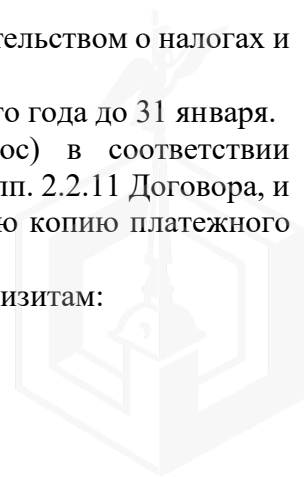 тельством о налогах и
го года до 31 января.
ос) в соответствии
пп. 2.2.11 Договора, и
ю копию платежного
изитам: